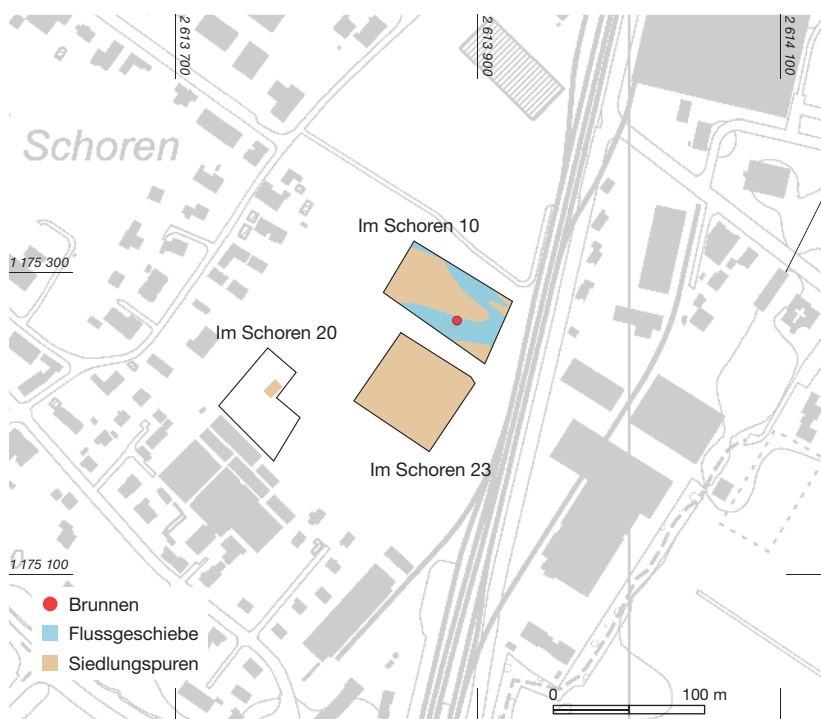 2 613 700
2 613 900
2 614 100
Schoren
Im Schoren 10
1 175 300
Im Schoren 20
Im Schoren 23
1 175 100
Brunnen
Flussgeschiebe
Siedlungspuren
0 100 m